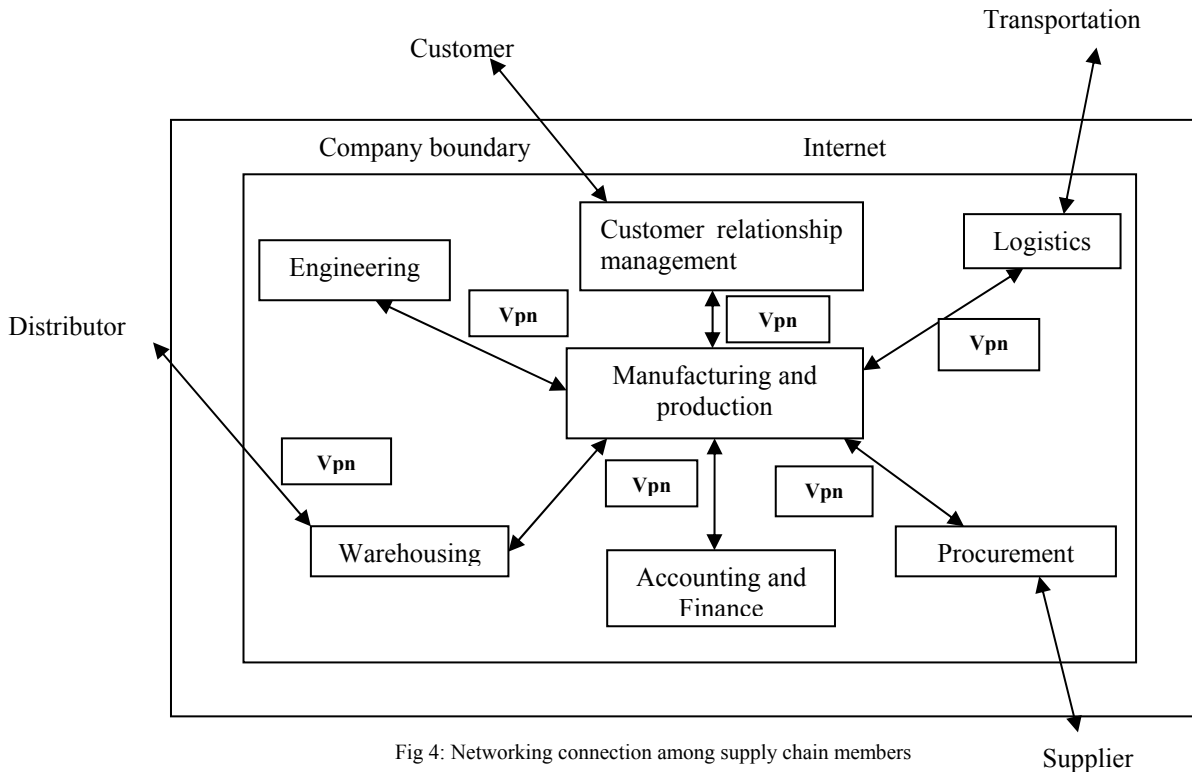 Transportation
Customer
Company boundary
Internet
Customer relationship
management
Logistics
Engineering
Vpn
Vpn
Vpn
Distributor
Manufacturing and
production
Vpn
Vpn
Vpn
Warehousing
Procurement
Accounting and
Finance
Fig 4: Networking connection among supply chain members
Supplier